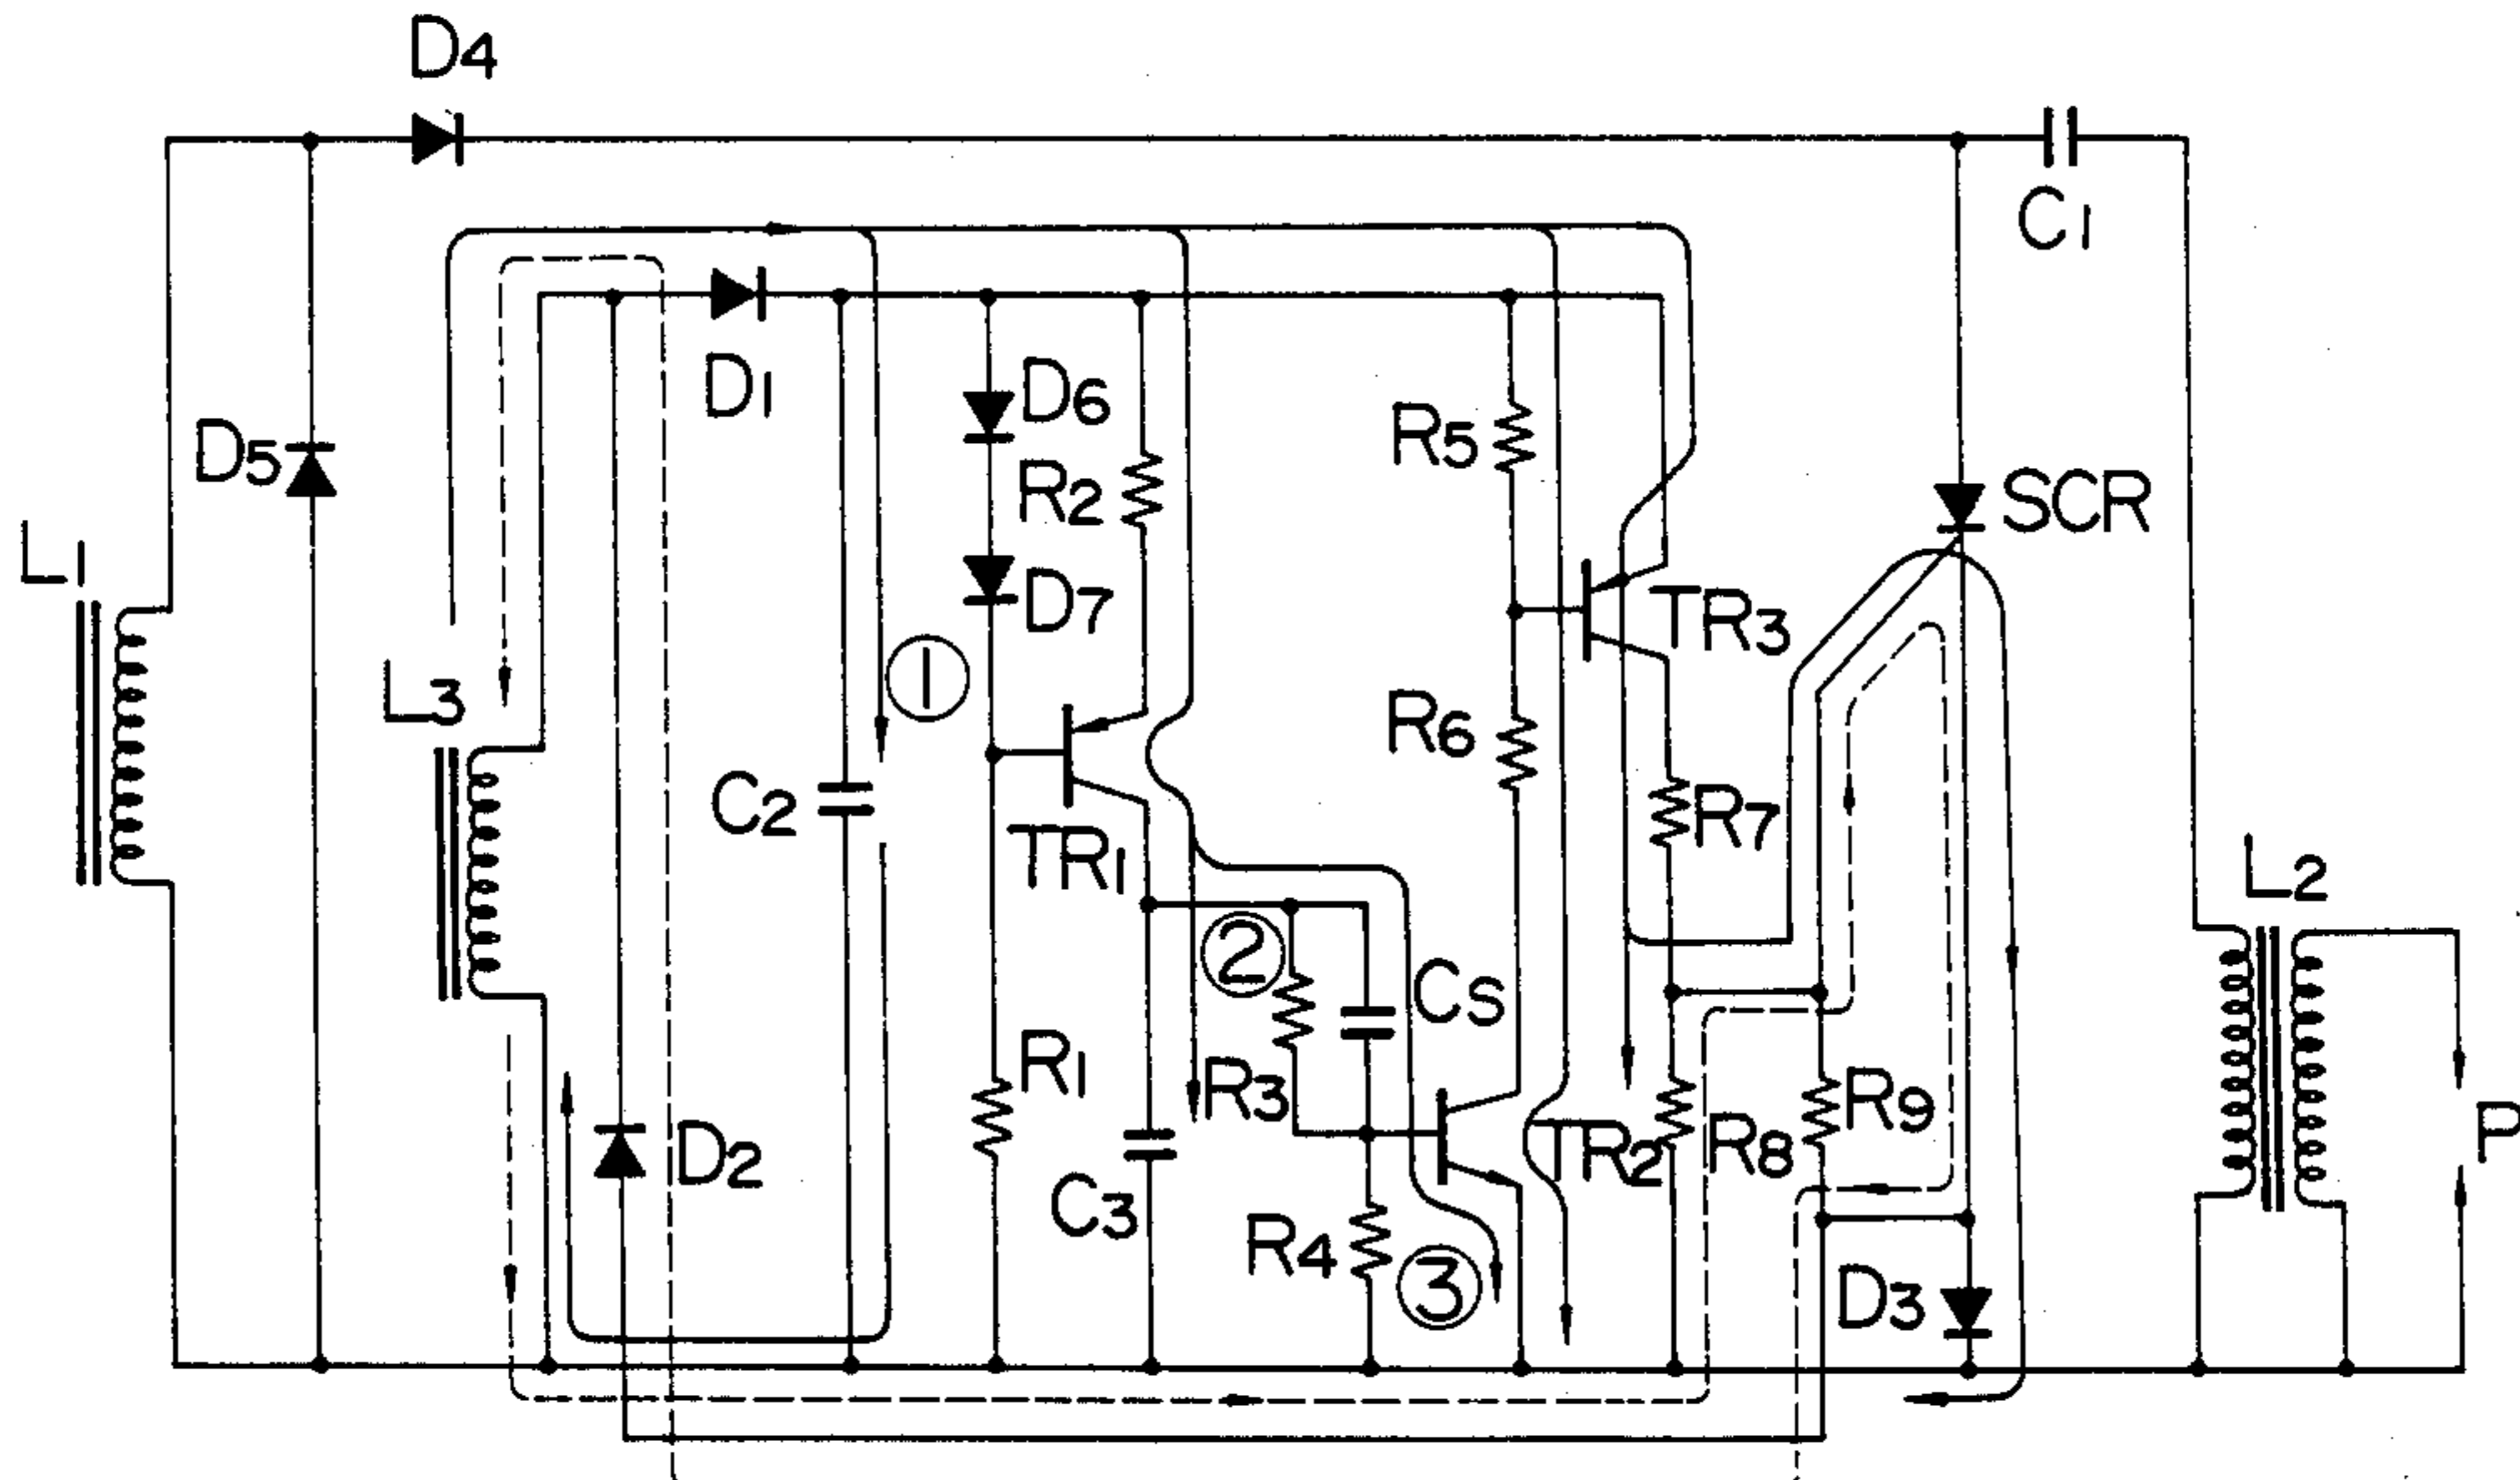 D4
C1
D1
D6
D5
R5
R2
SCR
L1
D7
TR3
①
L3
R6
C2
R7
TR1
L2
②
CS
R1
R3
R9
P
D2
TR2
R8
C3
R4
③
D3